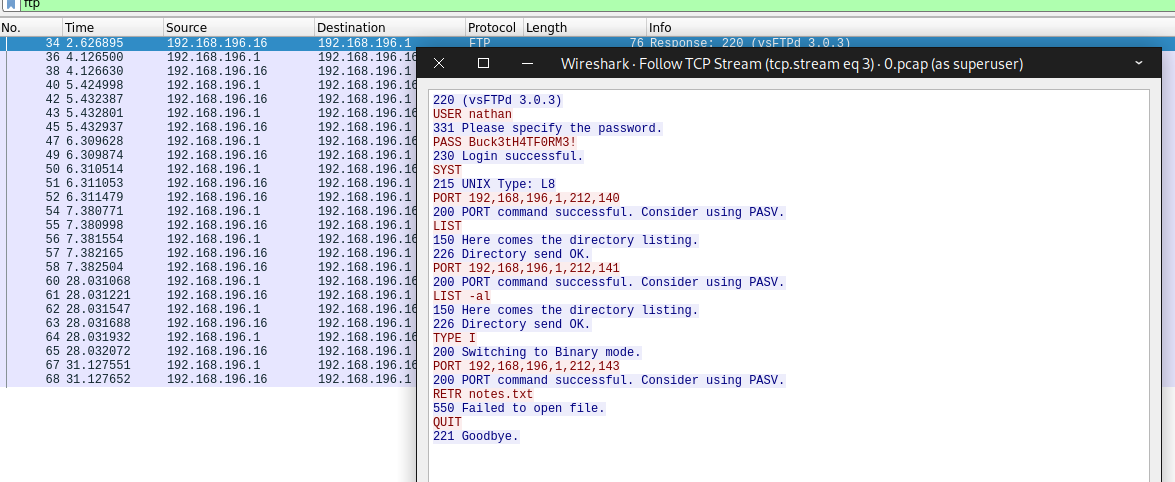 ftp
No. Time Source Destination Protocol Length Info
34 2.626895 192.168.196.16 192.168.196.1 FTP 76 Response: 220 (vsFTPd 3.0.3)
36 4.126500 192.168.196.1 192.168.196.16
38 4.126630 192.168.196.16 192.168.196.1
40 5.424998 192.168.196.1 192.168.196.16
42 5.432387 192.168.196.16 192.168.196.1
43 5.432801 192.168.196.1 192.168.196.16
45 5.432937 192.168.196.16 192.168.196.1
47 6.309628 192.168.196.1 192.168.196.16
49 6.309874 192.168.196.16 192.168.196.1
50 6.310514 192.168.196.1 192.168.196.16
51 6.311053 192.168.196.16 192.168.196.1
52 6.311479 192.168.196.16 192.168.196.1
54 7.380771 192.168.196.1 192.168.196.16
55 7.380998 192.168.196.16 192.168.196.1
56 7.381554 192.168.196.1 192.168.196.16
57 7.382165 192.168.196.16 192.168.196.1
58 7.382504 192.168.196.16 192.168.196.1
60 28.031068 192.168.196.1 192.168.196.16
61 28.031221 192.168.196.16 192.168.196.1
62 28.031547 192.168.196.1 192.168.196.16
63 28.031688 192.168.196.16 192.168.196.1
64 28.031932 192.168.196.1 192.168.196.16
65 28.032072 192.168.196.16 192.168.196.1
67 31.127551 192.168.196.1 192.168.196.16
68 31.127652 192.168.196.16 192.168.196.1
Wireshark · Follow TCP Stream (tcp.stream eq 3) · 0.pcap (as superuser)
220 (vsFTPd 3.0.3)
USER nathan
331 Please specify the password.
PASS Buck3tH4TF0RM3!
230 Login successful.
SYST
215 UNIX Type: L8
PORT 192,168,196,1,212,140
200 PORT command successful. Consider using PASV.
LIST
150 Here comes the directory listing.
226 Directory send OK.
PORT 192,168,196,1,212,141
200 PORT command successful. Consider using PASV.
LIST -al
150 Here comes the directory listing.
226 Directory send OK.
TYPE I
200 Switching to Binary mode.
PORT 192,168,196,1,212,143
200 PORT command successful. Consider using PASV.
RETR notes.txt
550 Failed to open file.
QUIT
221 Goodbye.